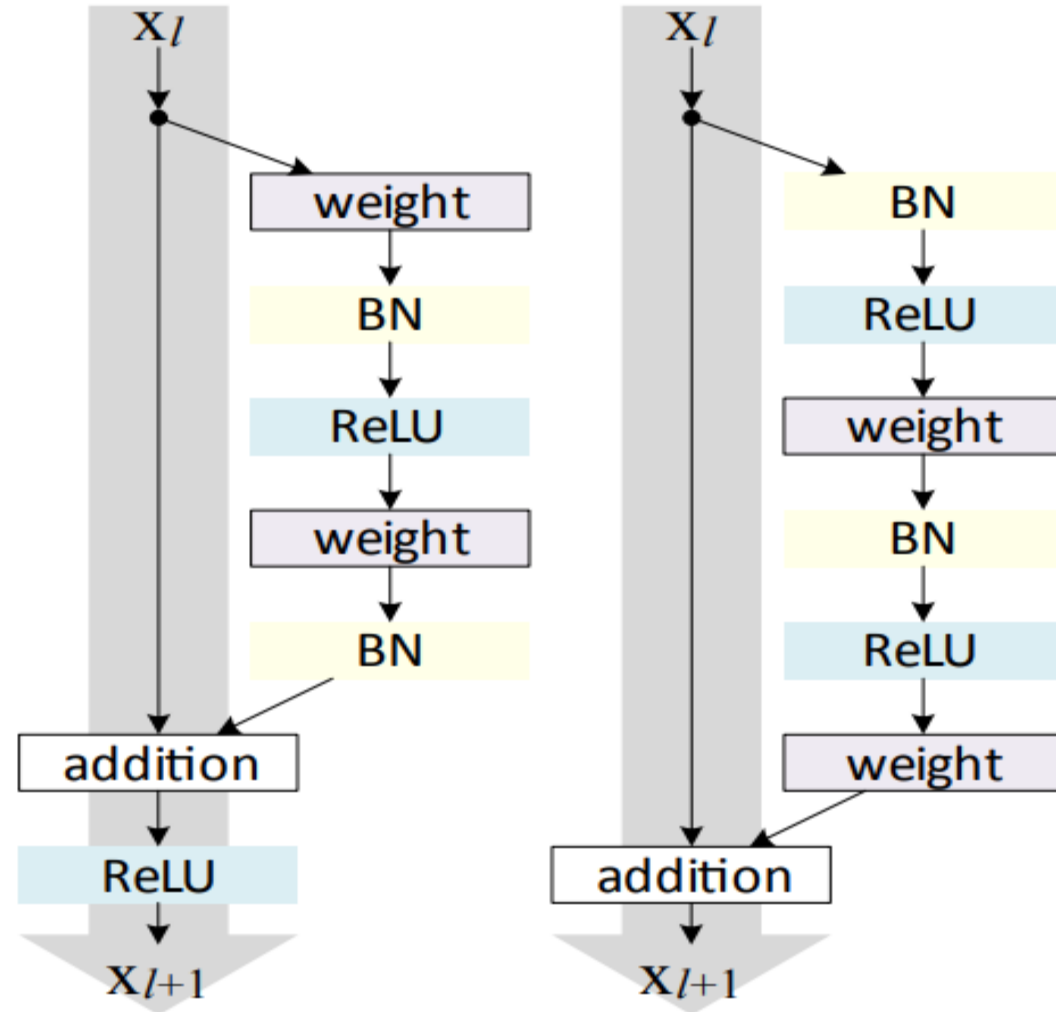 xl
weight
BN
ReLU
weight
BN
addition
ReLU
xl+1
xl
BN
ReLU
weight
BN
ReLU
weight
addition
xl+1